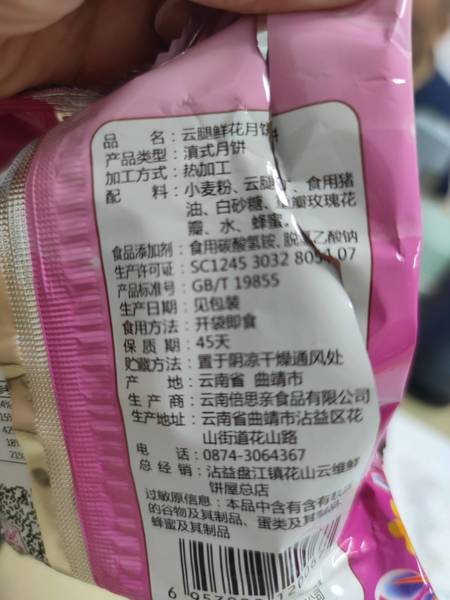 品 名：云腿鲜花月饼
产品类型：滇式月饼
加工方式：热加工
配 料：小麦粉、云腿、食用猪
油、白砂糖、瓣玫瑰花
瓣、水、蜂蜜。
食品添加剂：食用碳酸氢铵、脱氢乙酸钠
生产许可证：SC1245 3032 8054 07
产品标准号：GB/T 19855
生产日期：见包装
食用方法：开袋即食
保 质 期：45天
贮藏方法：置于阴凉干燥通风处
产 地：云南省 曲靖市
生 产 商：云南倍思亲食品有限公司
生产地址：云南省曲靖市沾益区花
山街道花山路
电 话：0874-3064367
总 经 销：沾益盘江镇花山云维鲜
饼屋总店
过敏原信息：本品中含有含有
的谷物及其制品、蛋类及其制品、
蜂蜜及其制品
4%
15%
42
18%
21%